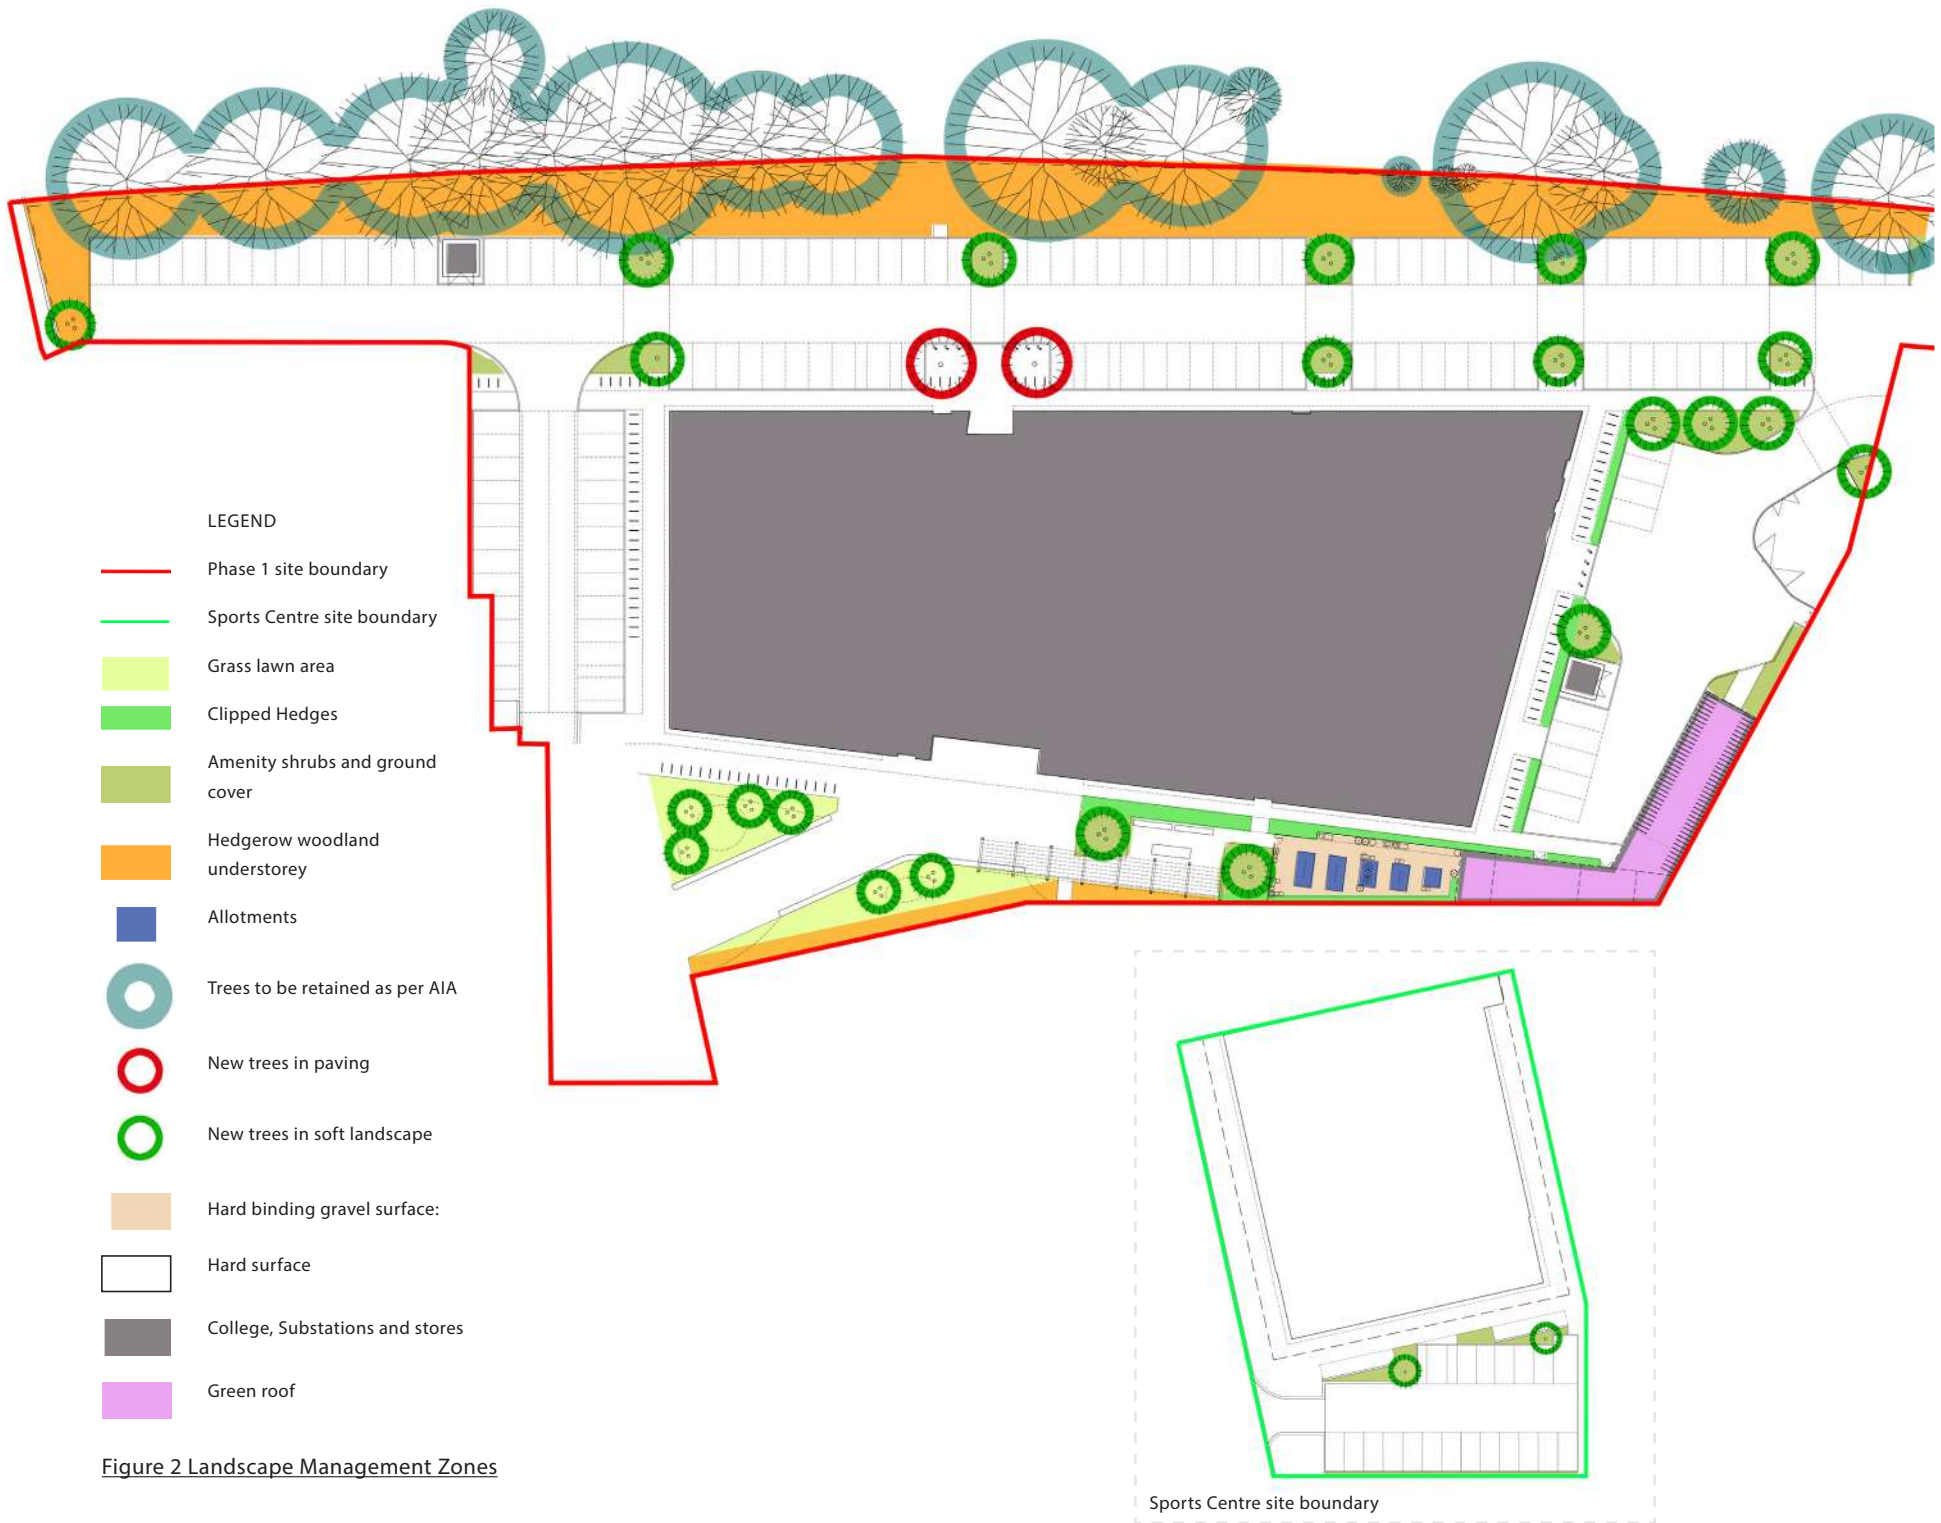 LEGEND
Phase 1 site boundary
Sports Centre site boundary
Grass lawn area
Clipped Hedges
Amenity shrubs and ground
cover
Hedgerow woodland
understorey
Allotments
Trees to be retained as per AIA
New trees in paving
New trees in soft landscape
Hard binding gravel surface:
Hard surface
College, Substations and stores
Green roof
Figure 2 Landscape Management Zones
Sports Centre site boundary